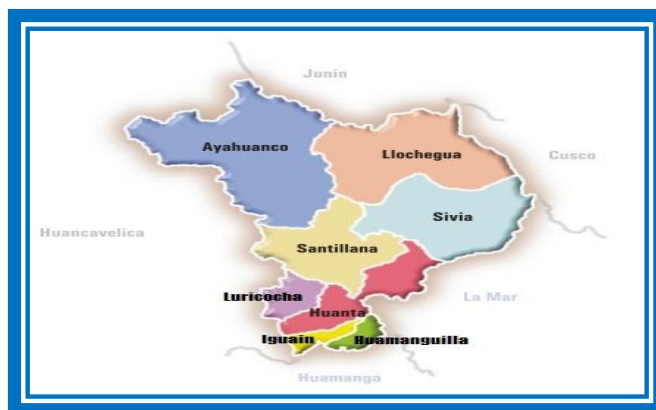 Junin
Ayahuanco
Llochegua
Cusco
Sivia
Huancavelica
Santillana
Luricocha
La Mar
Huanta
Iguain
Huamanguilla
Huamanga